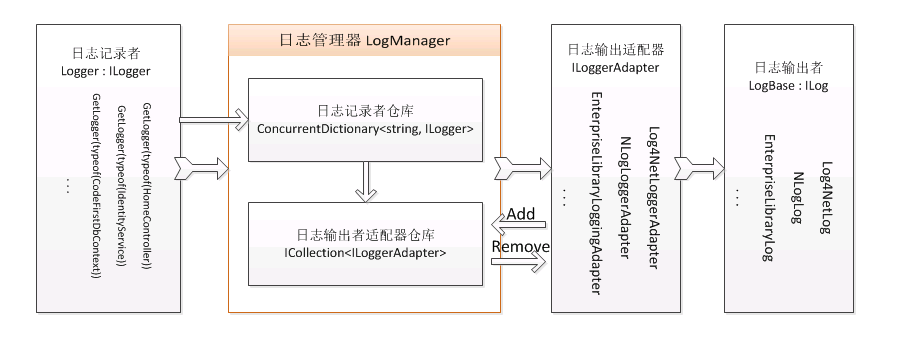 日志记录者
Logger : ILogger
GetLogger(typeof(HomeController))
GetLogger(typeof(IdentityService))
GetLogger(typeof(CodeFirstDbContext))
...
日志管理器 LogManager
日志记录者仓库
ConcurrentDictionary<string, ILogger>
日志输出者适配器仓库
ICollection<ILoggerAdapter>
Add
Remove
日志输出适配器
ILoggerAdapter
Log4NetLoggerAdapter
NLogLoggerAdapter
EnterpriseLibraryLoggingAdapter
...
日志输出者
LogBase : ILog
Log4NetLog
NLogLog
EnterpriseLibraryLog
...